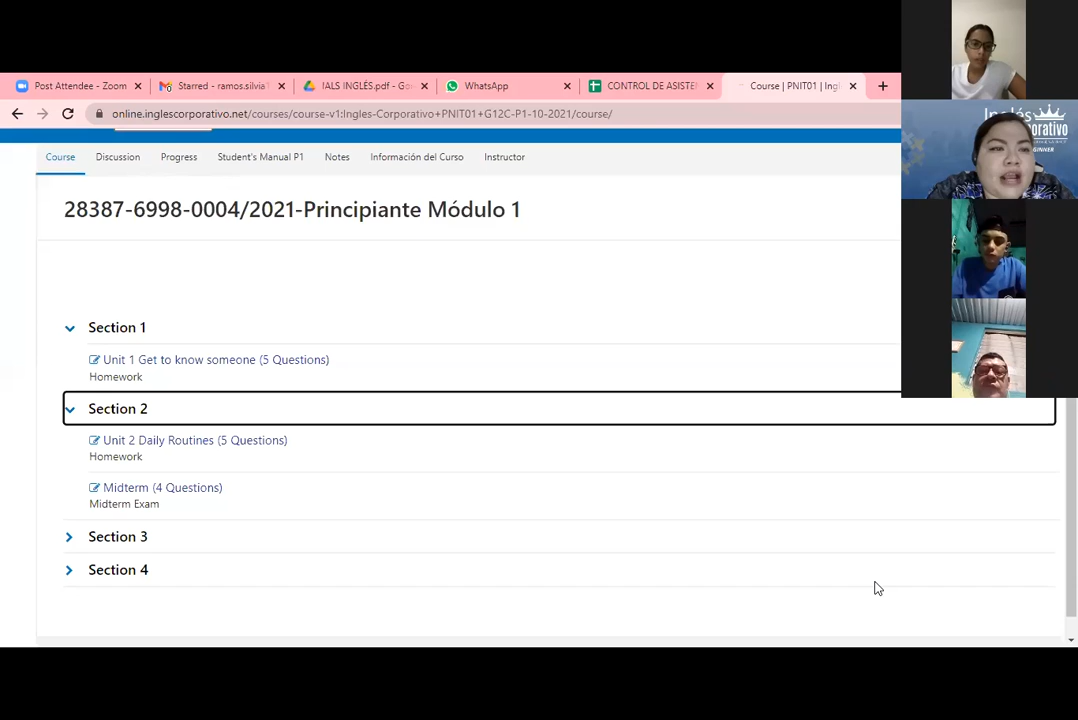 Post Attendee - Zoom
Starred - ramos.silvia
IALS INGLÉS.pdf - Go
WhatsApp
CONTROL DE ASISTE
Course | PNIT01 | Ingl
online.inglescorporativo.net/courses/course-v1:Ingles-Corporativo+PNIT01+G12C-P1-10-2021/course/
Course
Discussion
Progress
Student's Manual P1
Notes
Información del Curso
Instructor
28387-6998-0004/2021-Principiante Módulo 1
Section 1
Unit 1 Get to know someone (5 Questions)
Homework
Section 2
Unit 2 Daily Routines (5 Questions)
Homework
Midterm (4 Questions)
Midterm Exam
Section 3
Section 4
Inglés